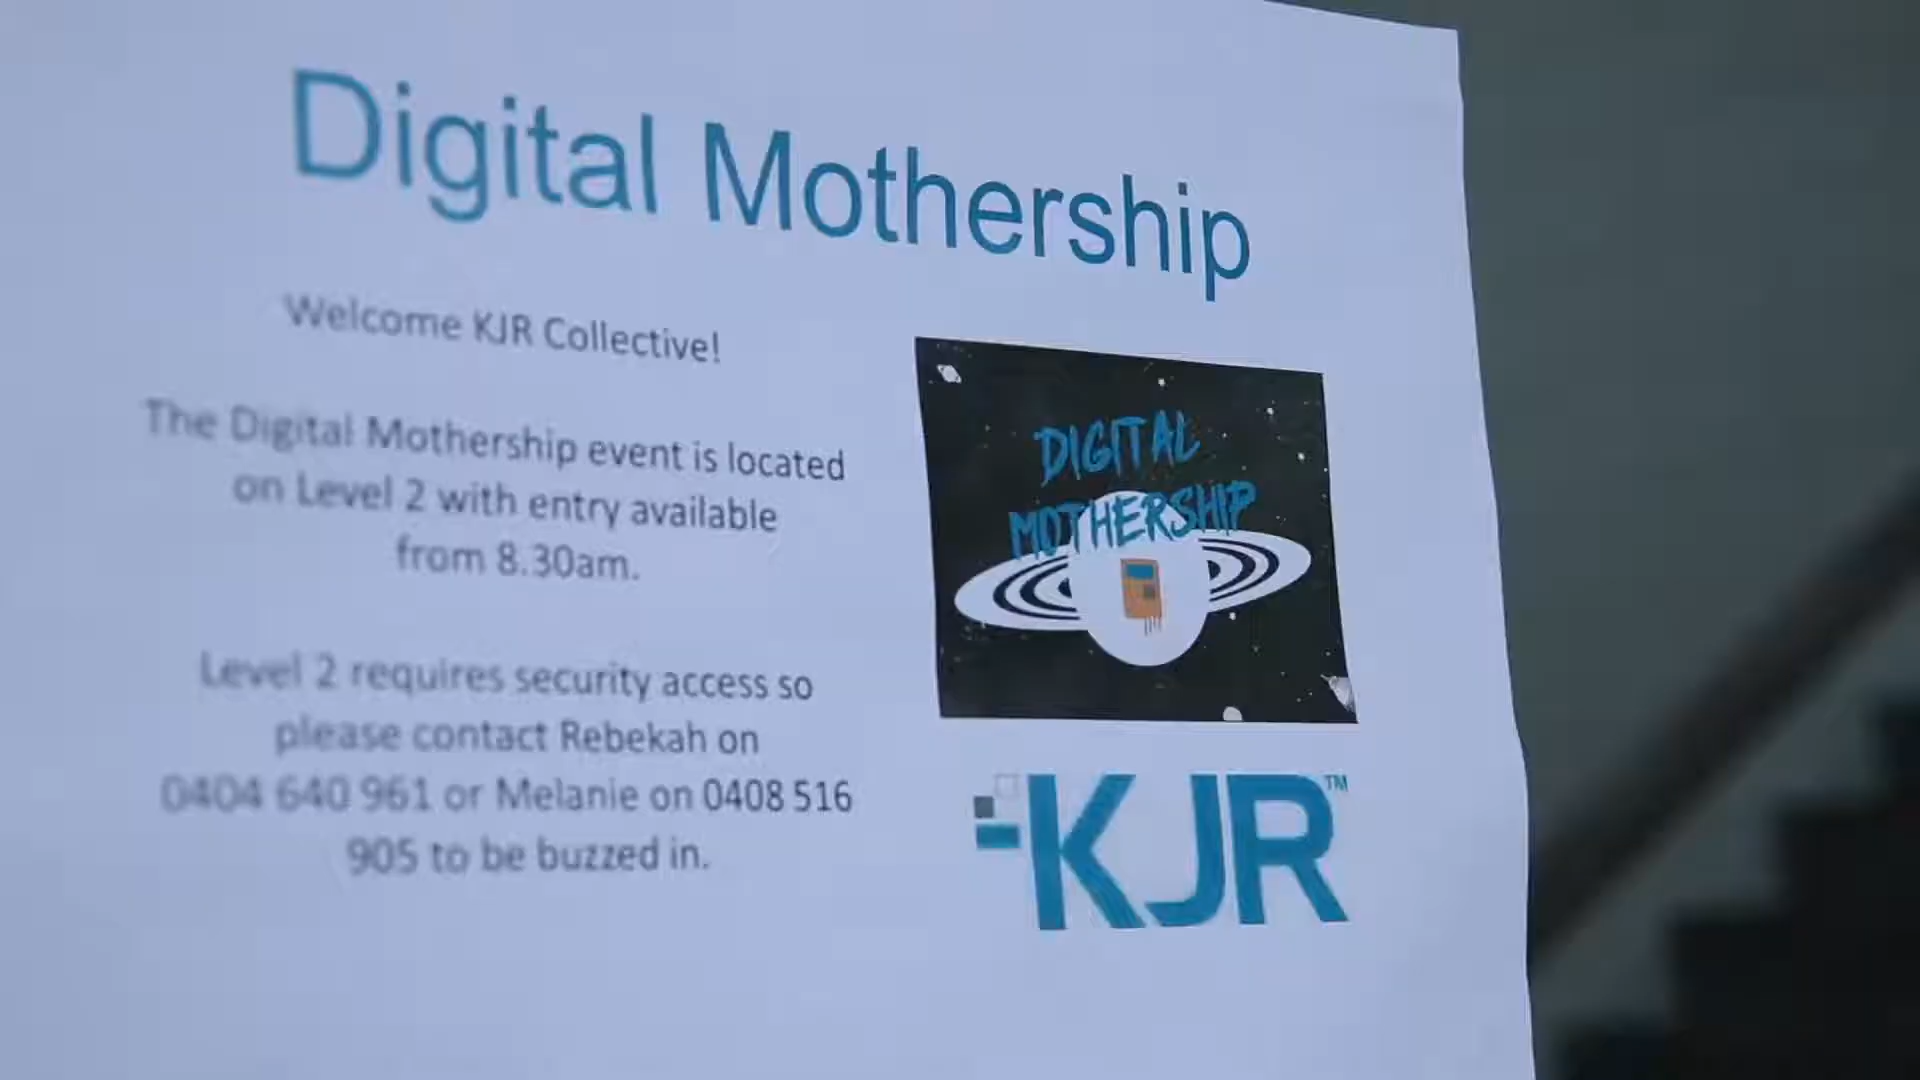 Digital Mothership
Welcome KJR Collective!
The Digital Mothership event is located
on Level 2 with entry available
from 8.30am.
Level 2 requires security access so
please contact Rebekah on
0404 640 961 or Melanie on 0408 516
905 to be buzzed in.
DIGITAL
MOTHERSHIP
KJR™